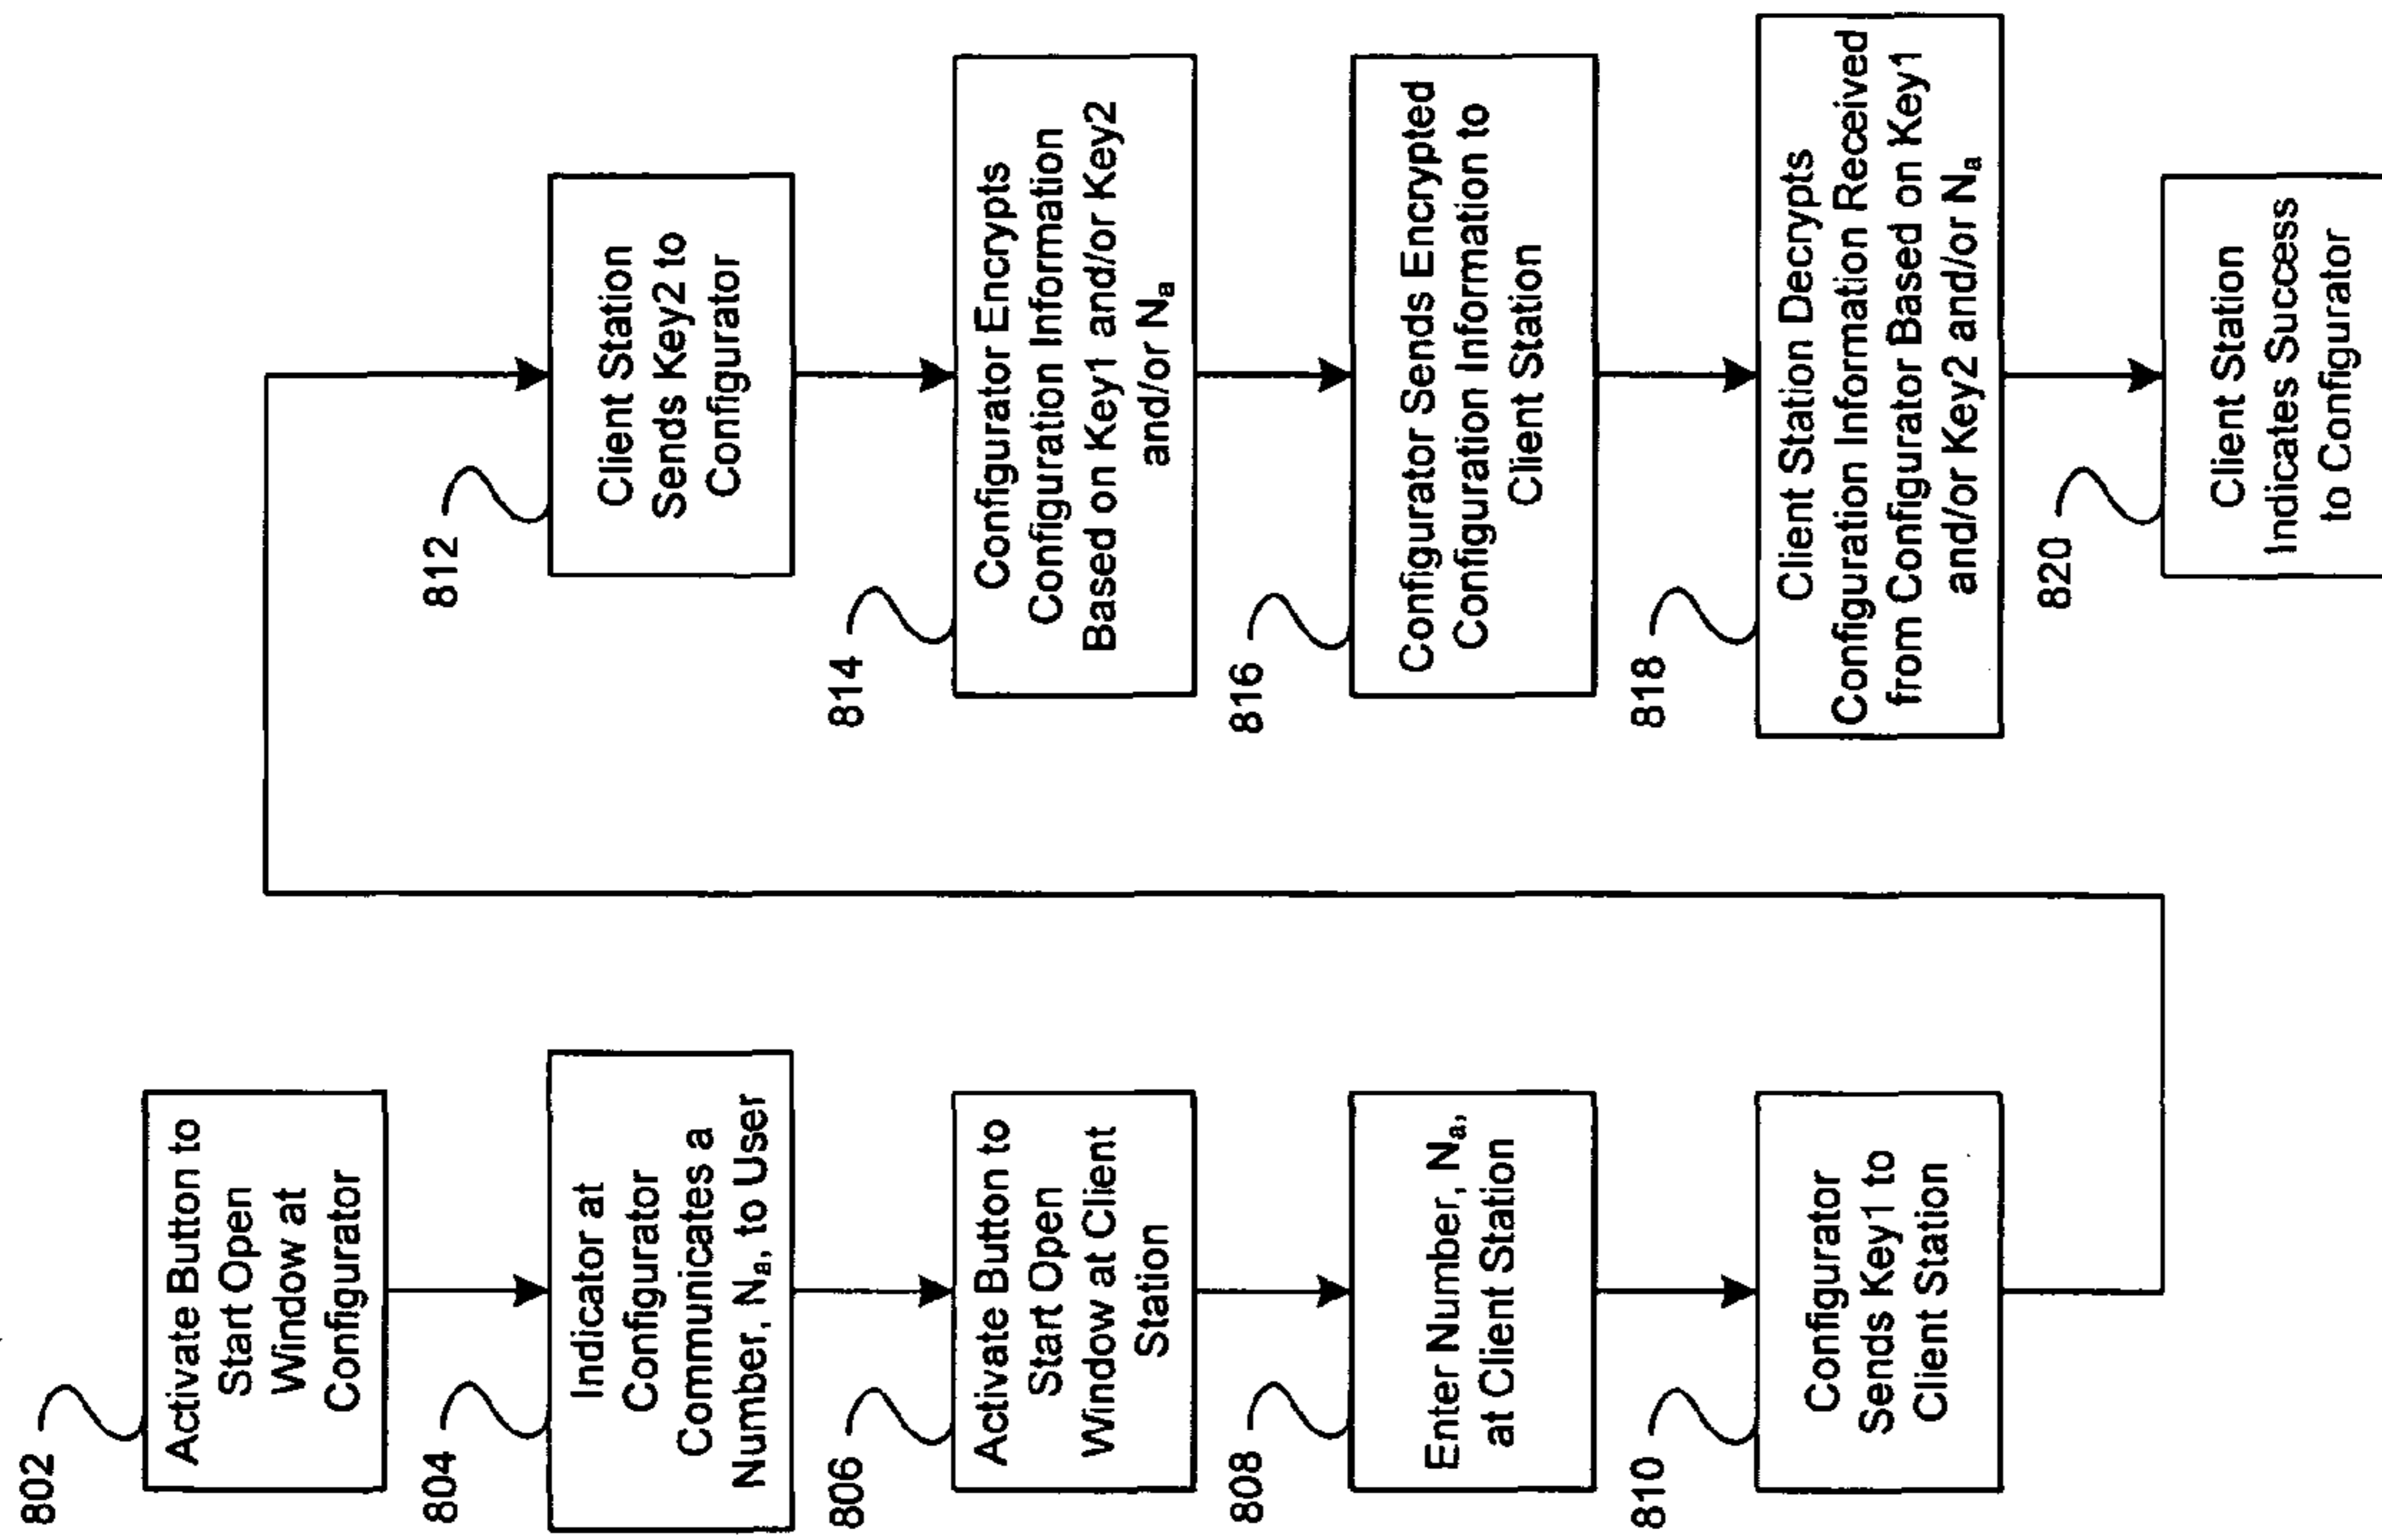 802
Activate Button to
Start Open
Window at
Configurator
804
Indicator at
Configurator
Communicates a
Number, Na, to User
806
Activate Button to
Start Open
Window at Client
Station
808
Enter Number, Na,
at Client Station
810
Configurator
Sends Key1 to
Client Station
812
Client Station
Sends Key2 to
Configurator
814
Configurator Encrypts
Configuration Information
Based on Key1 and/or Key2
and/or Na
816
Configurator Sends Encrypted
Configuration Information to
Client Station
818
Client Station Decrypts
Configuration Information Received
from Configurator Based on Key1
and/or Key2 and/or Na
820
Client Station
Indicates Success
to Configurator